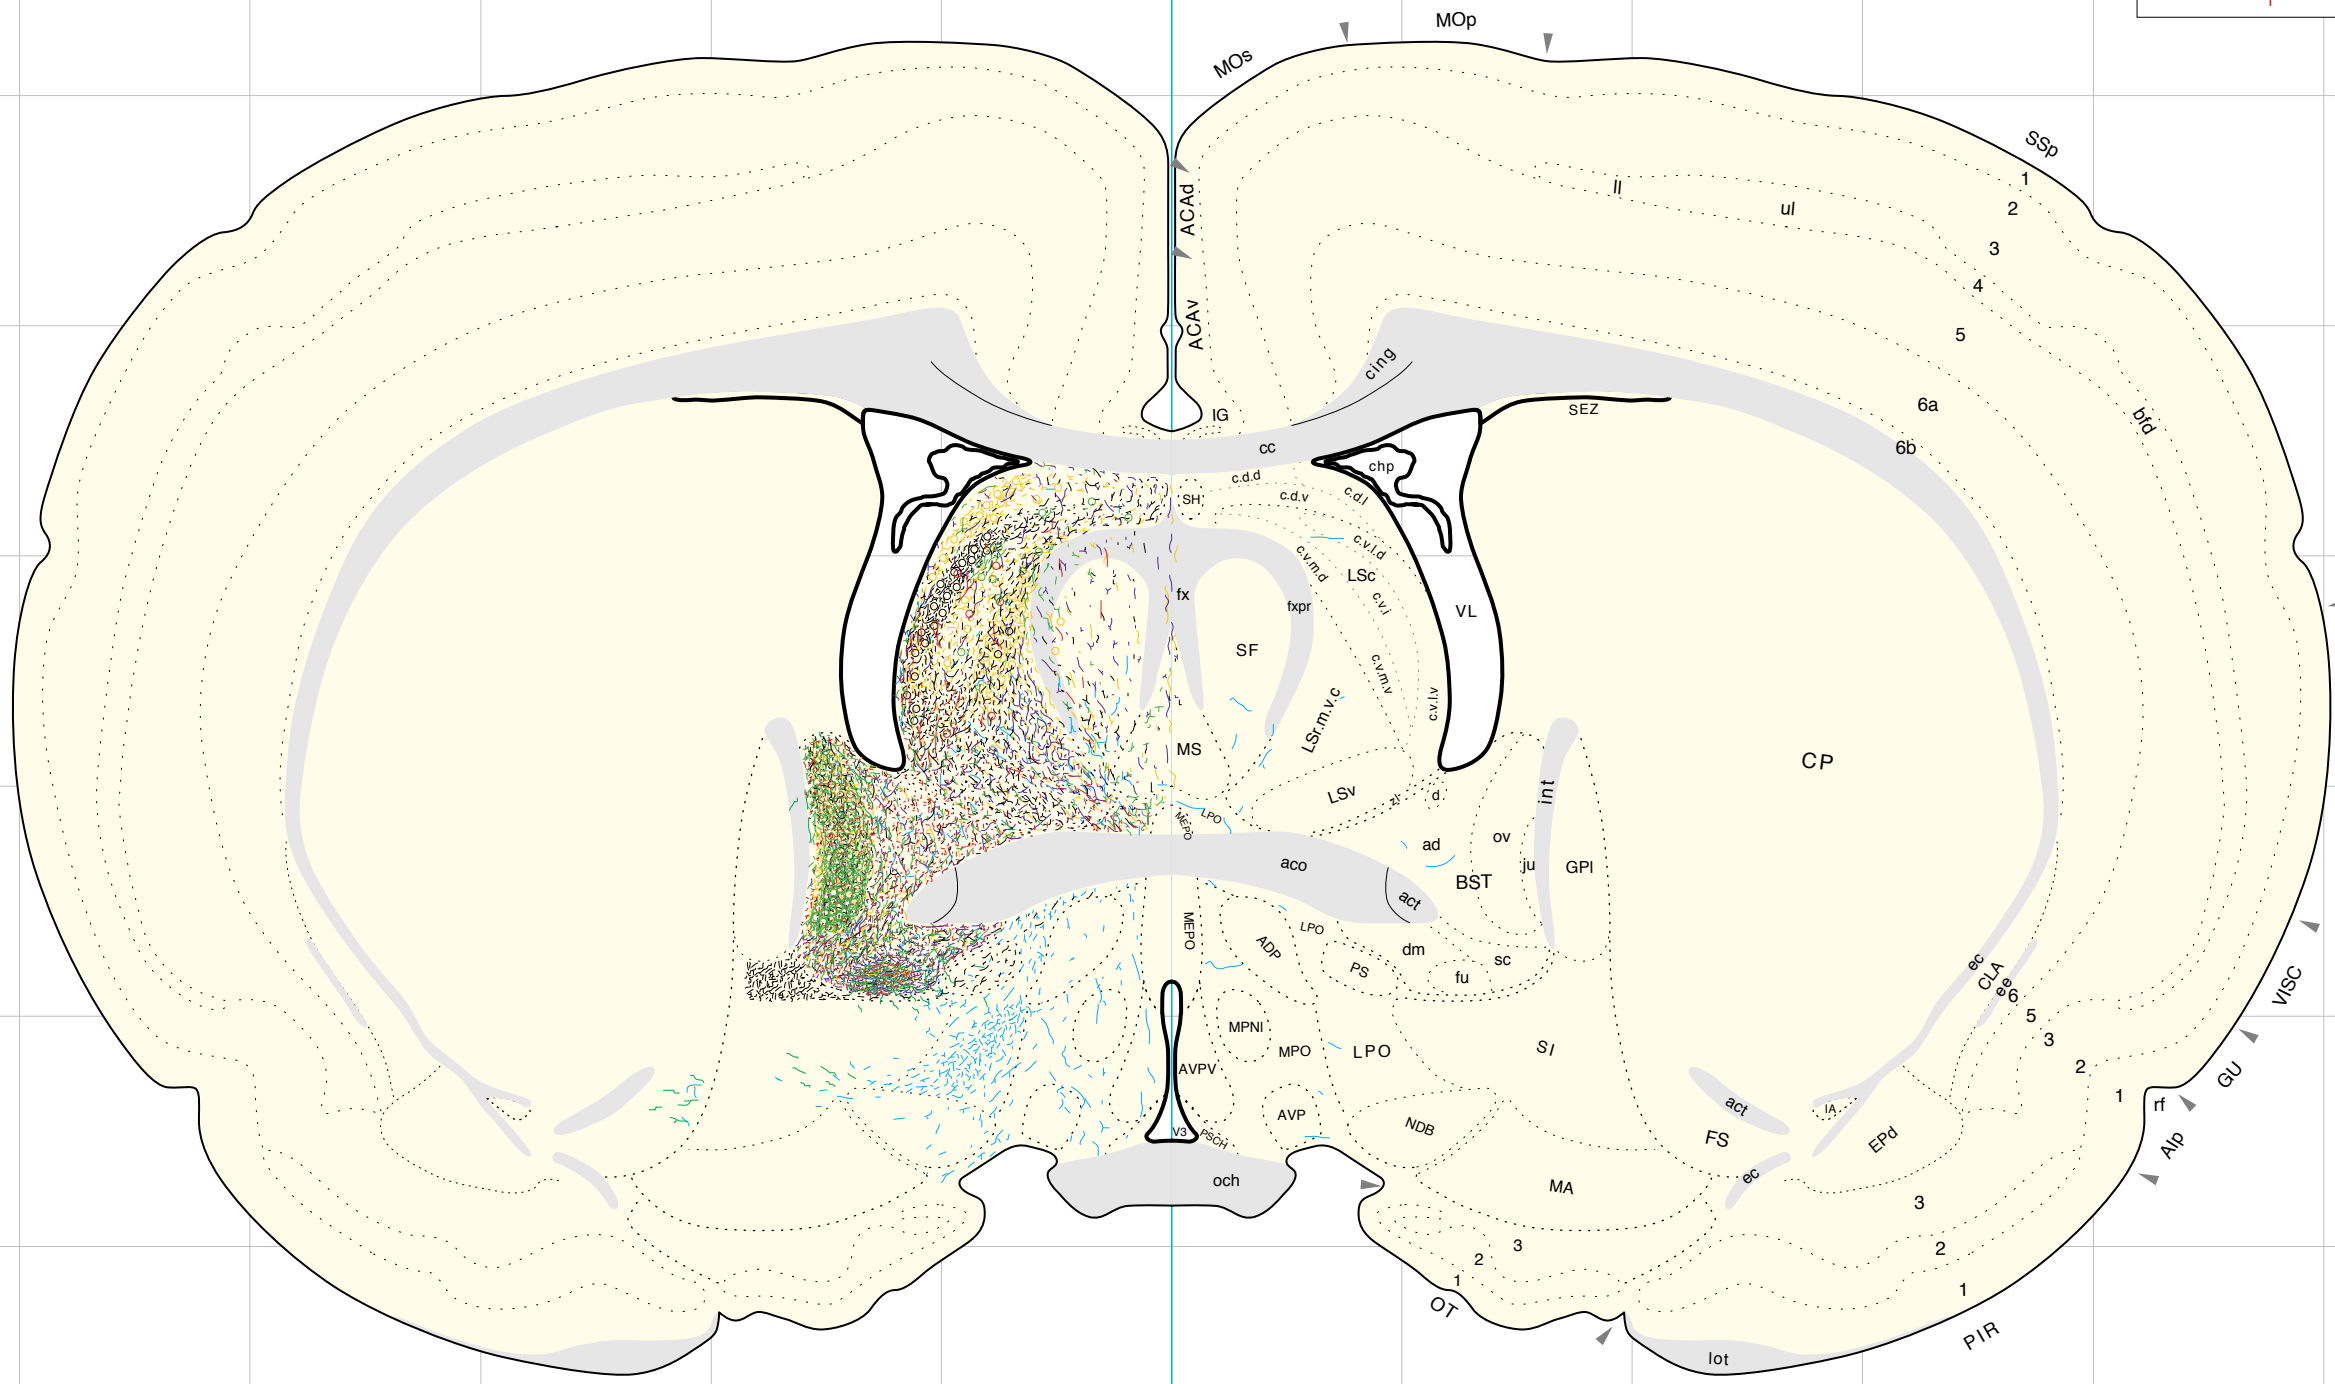 MOp
MOs
SSp
1
ACAd
ll
ul
2
3
4
ACAv
5
cing
6a
bfd
IG
SEZ
cc
6b
chp
c.d.d
c.d.v
c.d.l
SH
c.v.l.d
c.v.m.d
LSc
fx
fxpr
c.v.i
VL
SF
c.v.m.v
c.v.l.v
LSr.m.v.c
MS
CP
int
LSv
zl
d
LPO
MEPO
ad
ov
aco
ju
GPl
BST
act
MEPO
ADP
LPO
dm
PS
sc
fu
ec
CLA
ee
6
VISC
5
MPNl
3
MPO
LPO
SI
AVPV
2
GU
1
rf
act
IA
AVP
NDB
V3
PSCH
FS
EPd
AIp
ec
och
MA
3
3
2
2
1
1
OT
PIR
lot